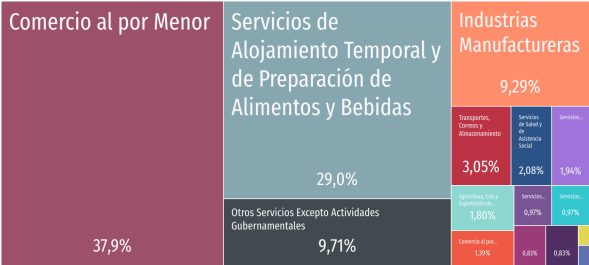 Comercio al por Menor
37,9%
Servicios de
Alojamiento Temporal y
de Preparación de
Alimentos y Bebidas
29,0%
Otros Servicios Excepto Actividades
Gubernamentales
9,71%
Industrias
Manufactureras
9,29%
Transportes,
Correos y
Almacenamiento
3,05%
Servicios
de Salud y
de Asistencia
Social
2,08%
Servicios...
1,94%
Agricultura, Cría y
Explotación de...
1,80%
Servicios...
0,97%
Servicios...
0,97%
Comercio al por...
1,39%
0,83%
0,83%